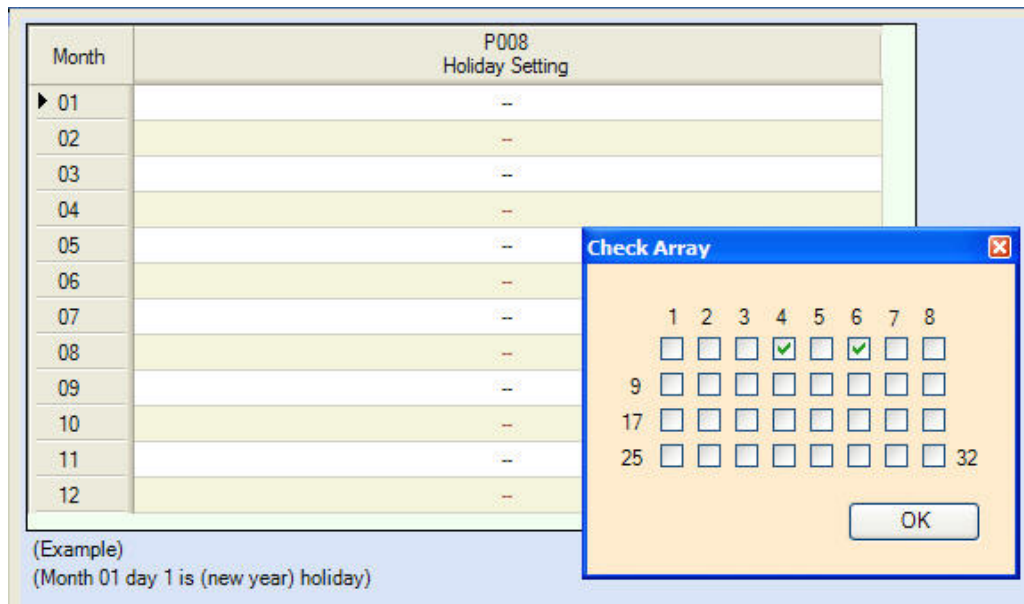 Month P008
Holiday Setting
01 --
02 --
03 --
04 --
05 --
06 --
07 --
08 --
09 --
10 --
11 --
12 --
Check Array
1 2 3 4 5 6 7 8
9
17
25 32
OK
(Example)
(Month 01 day 1 is (new year) holiday)